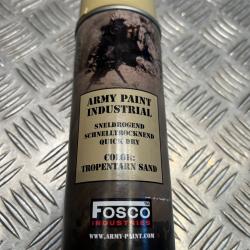 ARMY PAINT
INDUSTRIAL
SNELDROGEND
SCHNELLTROCKNEND
QUICK DRY
COLOR:
TROPENTARN SAND
FOSCO
INDUSTRIES
WWW.ARMY-PAINT.COM